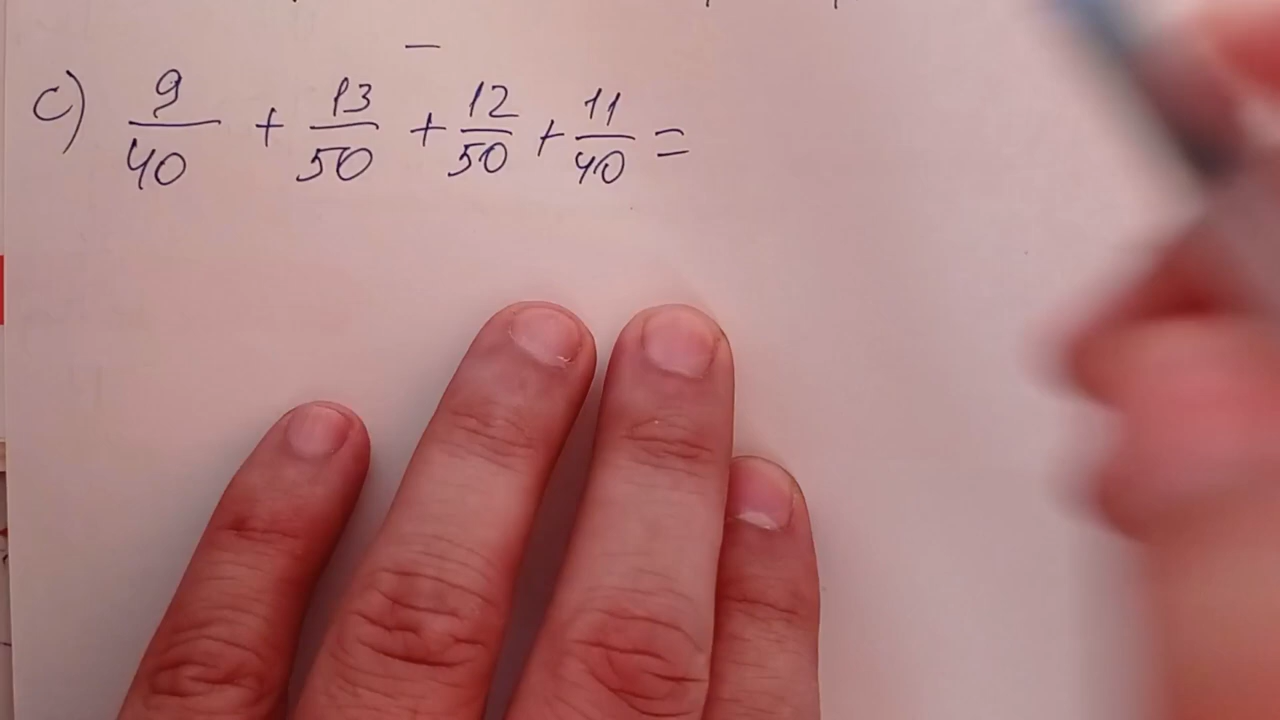 c) 9/40 + 13/50 + 12/50 + 11/40 =